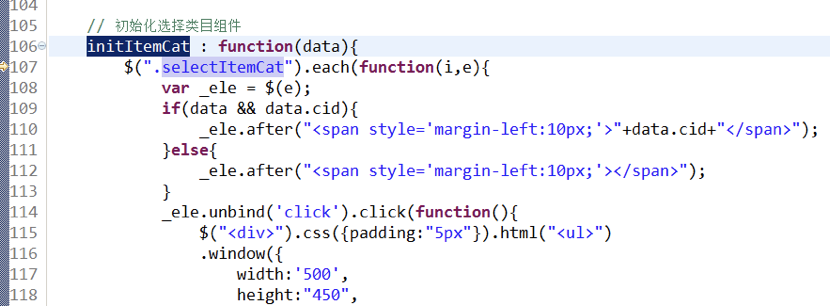 104
105 // 初始化选择类目组件
106 initItemCat : function(data){
107 $(".selectItemCat").each(function(i,e){
108 var _ele = $(e);
109 if(data && data.cid){
110 _ele.after("<span style='margin-left:10px;'>"+data.cid+"</span>");
111 }else{
112 _ele.after("<span style='margin-left:10px;'></span>");
113 }
114 _ele.unbind('click').click(function(){
115 $("<div>").css({padding:"5px"}).html("<ul>")
116 .window({
117 width:'500',
118 height:"450",